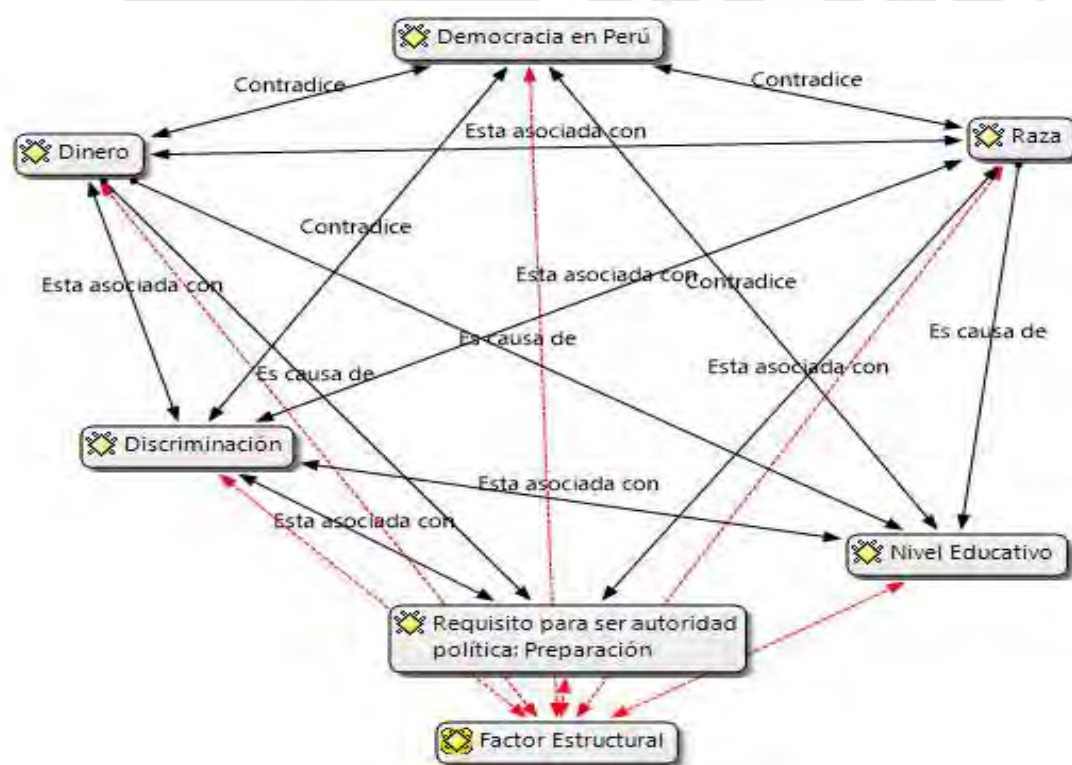 Democracia en Perú
Contradice
Contradice
Esta asociada con
Dinero
Raza
Contradice
Esta asociada con
Esta asociada con
Contradice
Es causa de
Es causa de
Es causa de
Esta asociada con
Discriminación
Esta asociada con
Esta asociada con
Nivel Educativo
Requisito para ser autoridad
política: Preparación
Factor Estructural